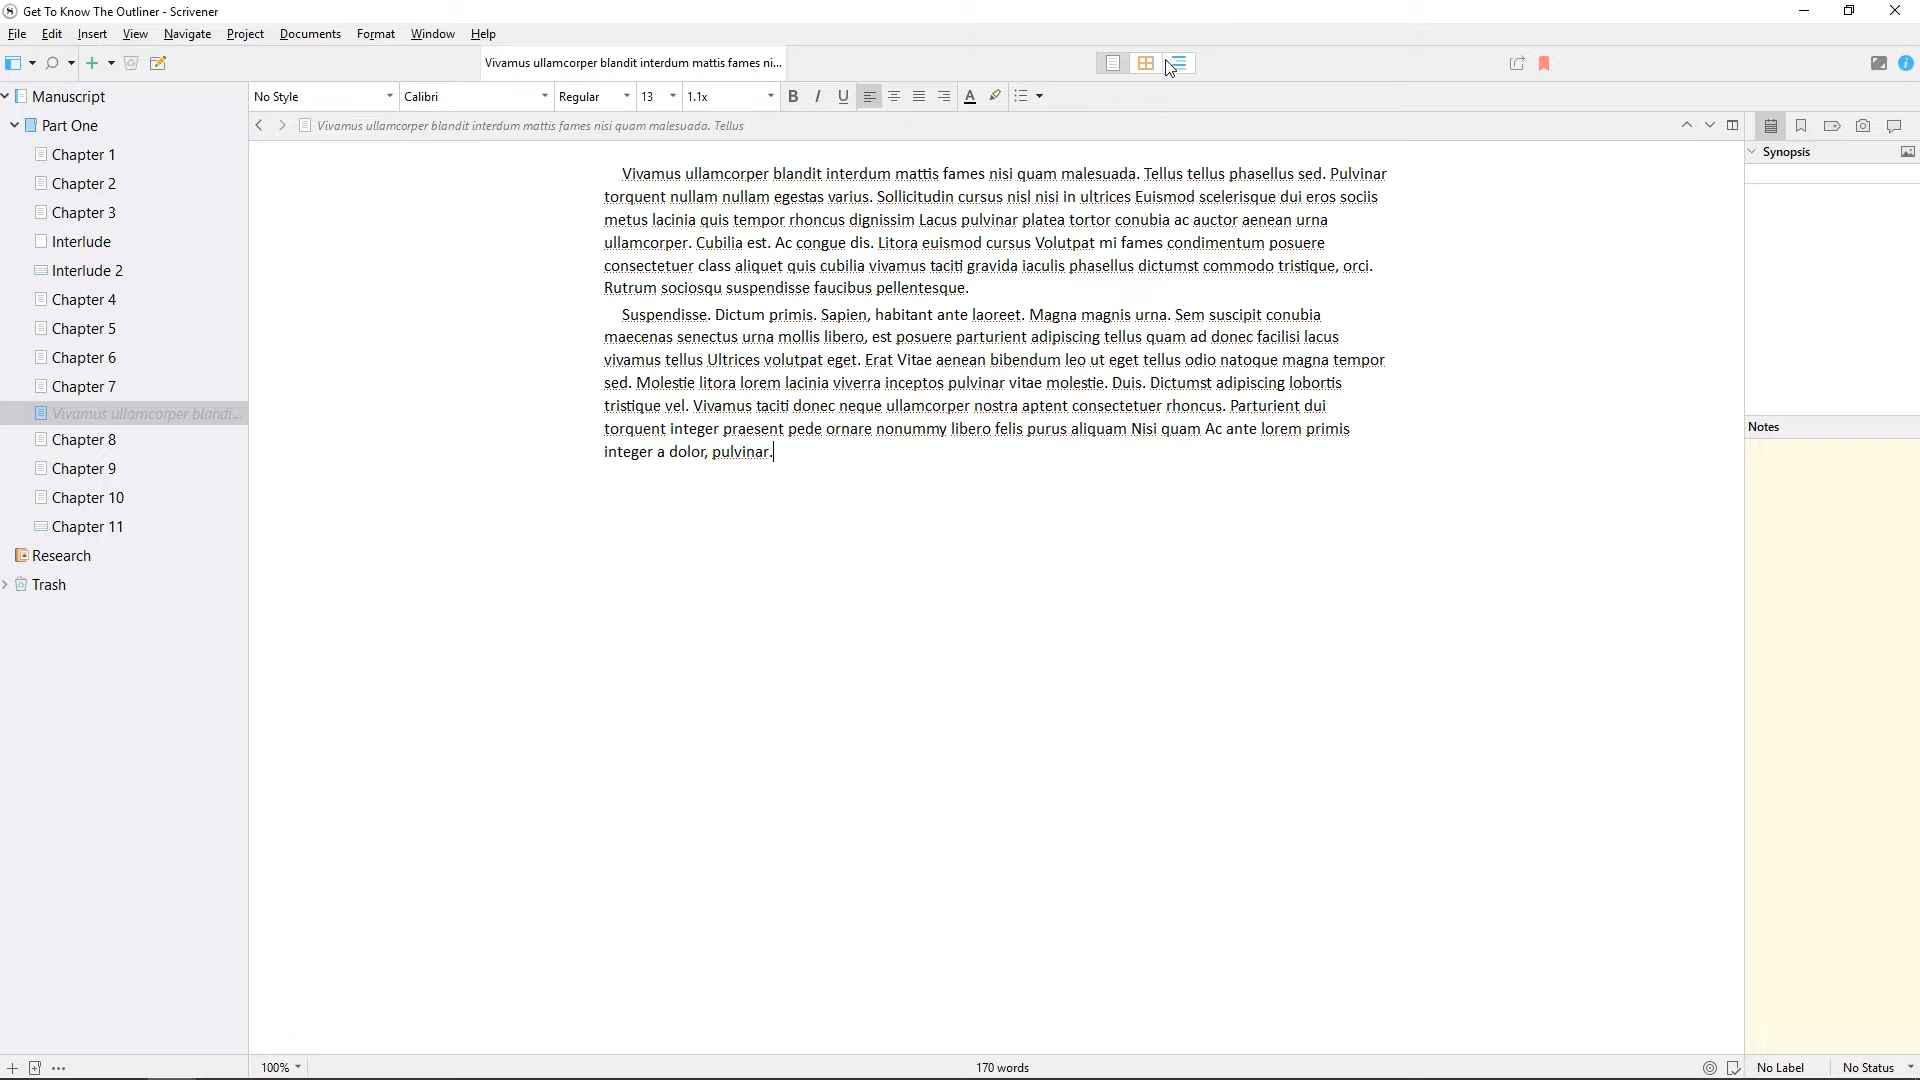 Get To Know The Outliner - Scrivener
File Edit Insert View Navigate Project Documents Format Window Help
Vivamus ullamcorper blandit interdum mattis fames ni...
No Style Calibri Regular 13 1.1x B I U A
Vivamus ullamcorper blandit interdum mattis fames nisi quam malesuada. Tellus
Manuscript
Part One
Chapter 1
Chapter 2
Chapter 3
Interlude
Interlude 2
Chapter 4
Chapter 5
Chapter 6
Chapter 7
Vivamus ullamcorper blandi...
Chapter 8
Chapter 9
Chapter 10
Chapter 11
Research
Trash
Vivamus ullamcorper blandit interdum mattis fames nisi quam malesuada. Tellus tellus phasellus sed. Pulvinar
torquent nullam nullam egestas varius. Sollicitudin cursus nisl nisi in ultrices Euismod scelerisque dui eros sociis
metus lacinia quis tempor rhoncus dignissim Lacus pulvinar platea tortor conubia ac auctor aenean urna
ullamcorper. Cubilia est. Ac congue dis. Litora euismod cursus Volutpat mi fames condimentum posuere
consectetuer class aliquet quis cubilia vivamus taciti gravida iaculis phasellus dictumst commodo tristique, orci.
Rutrum sociosqu suspendisse faucibus pellentesque.
Suspendisse. Dictum primis. Sapien, habitant ante laoreet. Magna magnis urna. Sem suscipit conubia
maecenas senectus urna mollis libero, est posuere parturient adipiscing tellus quam ad donec facilisi lacus
vivamus tellus Ultrices volutpat eget. Erat Vitae aenean bibendum leo ut eget tellus odio natoque magna tempor
sed. Molestie litora lorem lacinia viverra inceptos pulvinar vitae molestie. Duis. Dictumst adipiscing lobortis
tristique vel. Vivamus taciti donec neque ullamcorper nostra aptent consectetuer rhoncus. Parturient dui
torquent integer praesent pede ornare nonummy libero felis purus aliquam Nisi quam Ac ante lorem primis
integer a dolor, pulvinar.
Synopsis
Notes
100%
170 words
No Label
No Status